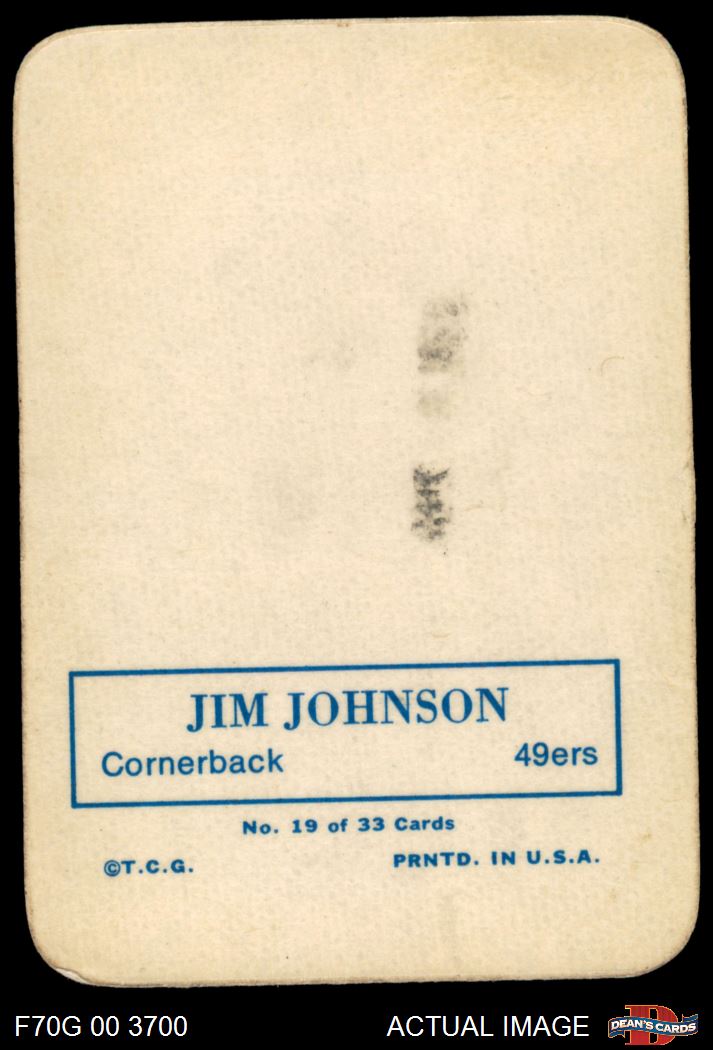 JIM JOHNSON
Cornerback 49ers
No. 19 of 33 Cards
©T.C.G. PRNTD. IN U.S.A.
F70G 00 3700 ACTUAL IMAGE DEAN'S CARDS